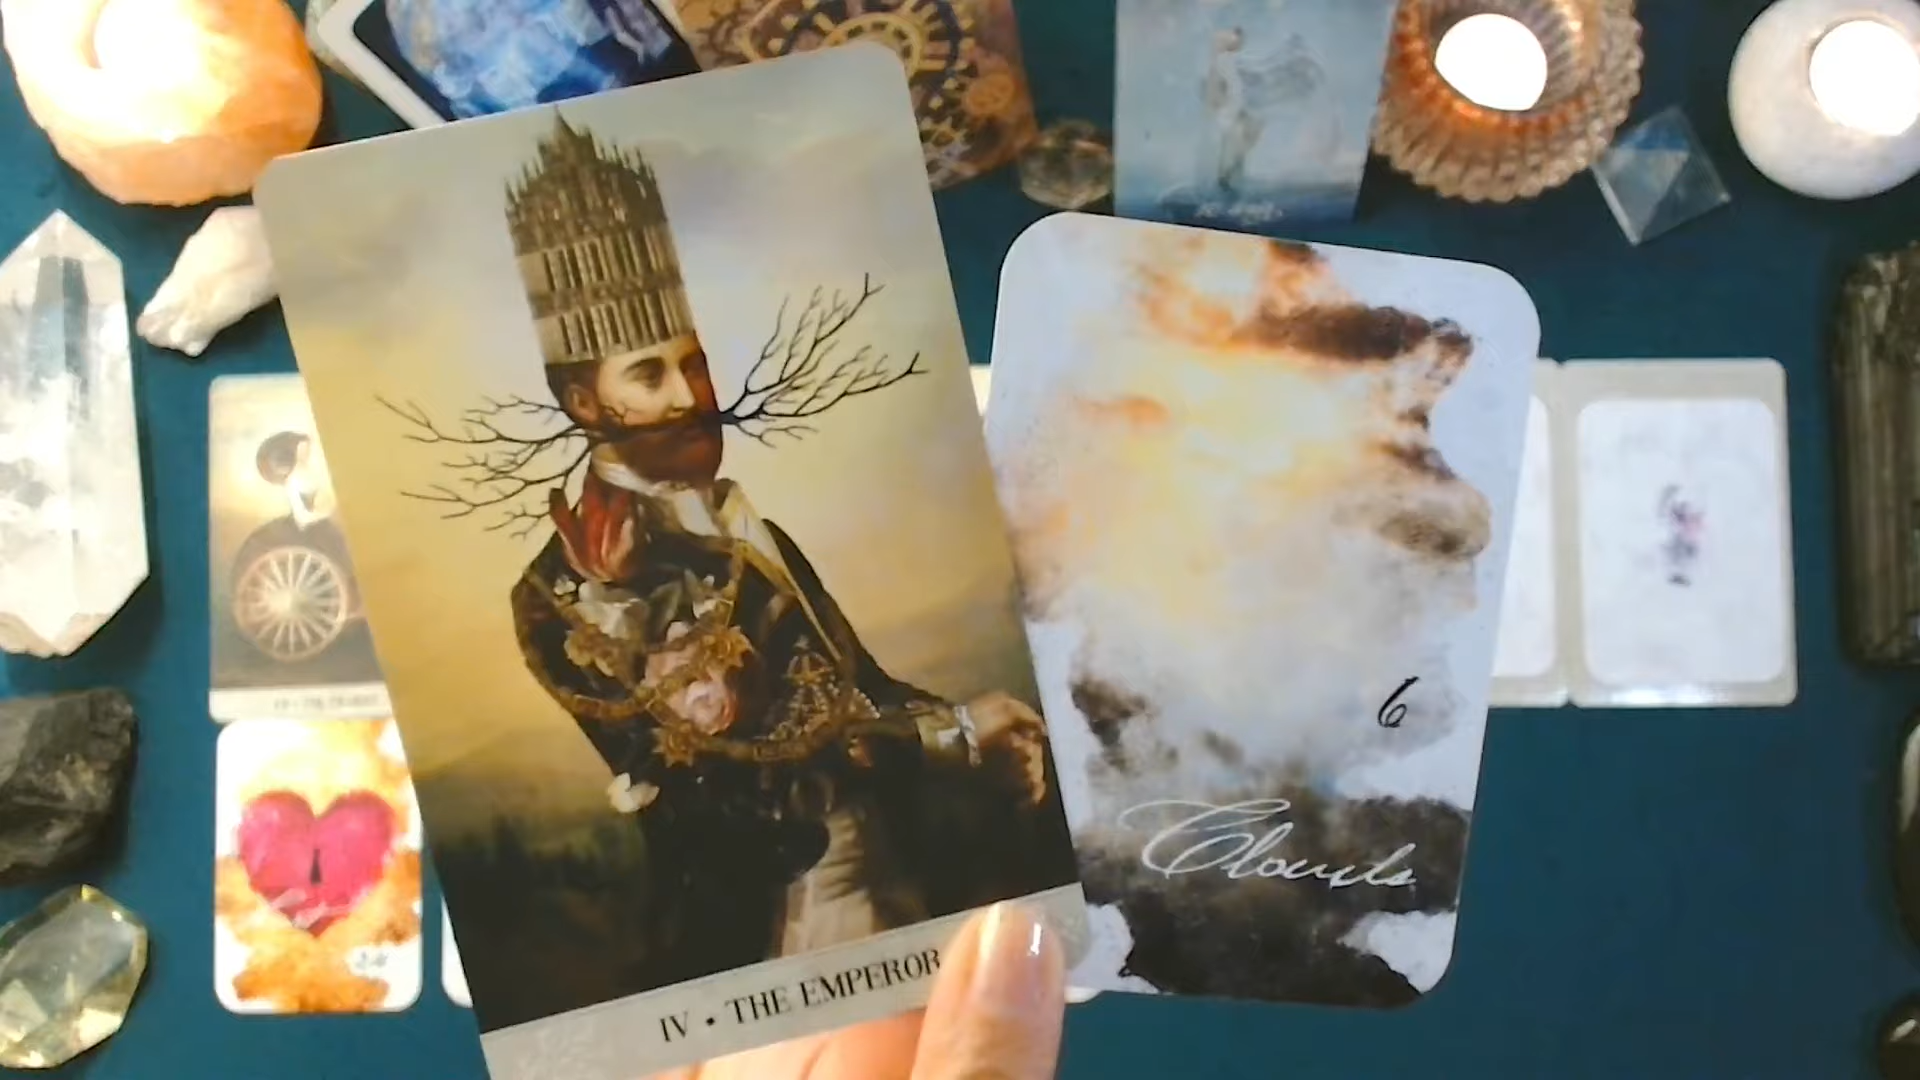 IV • THE EMPEROR
6
Clouds